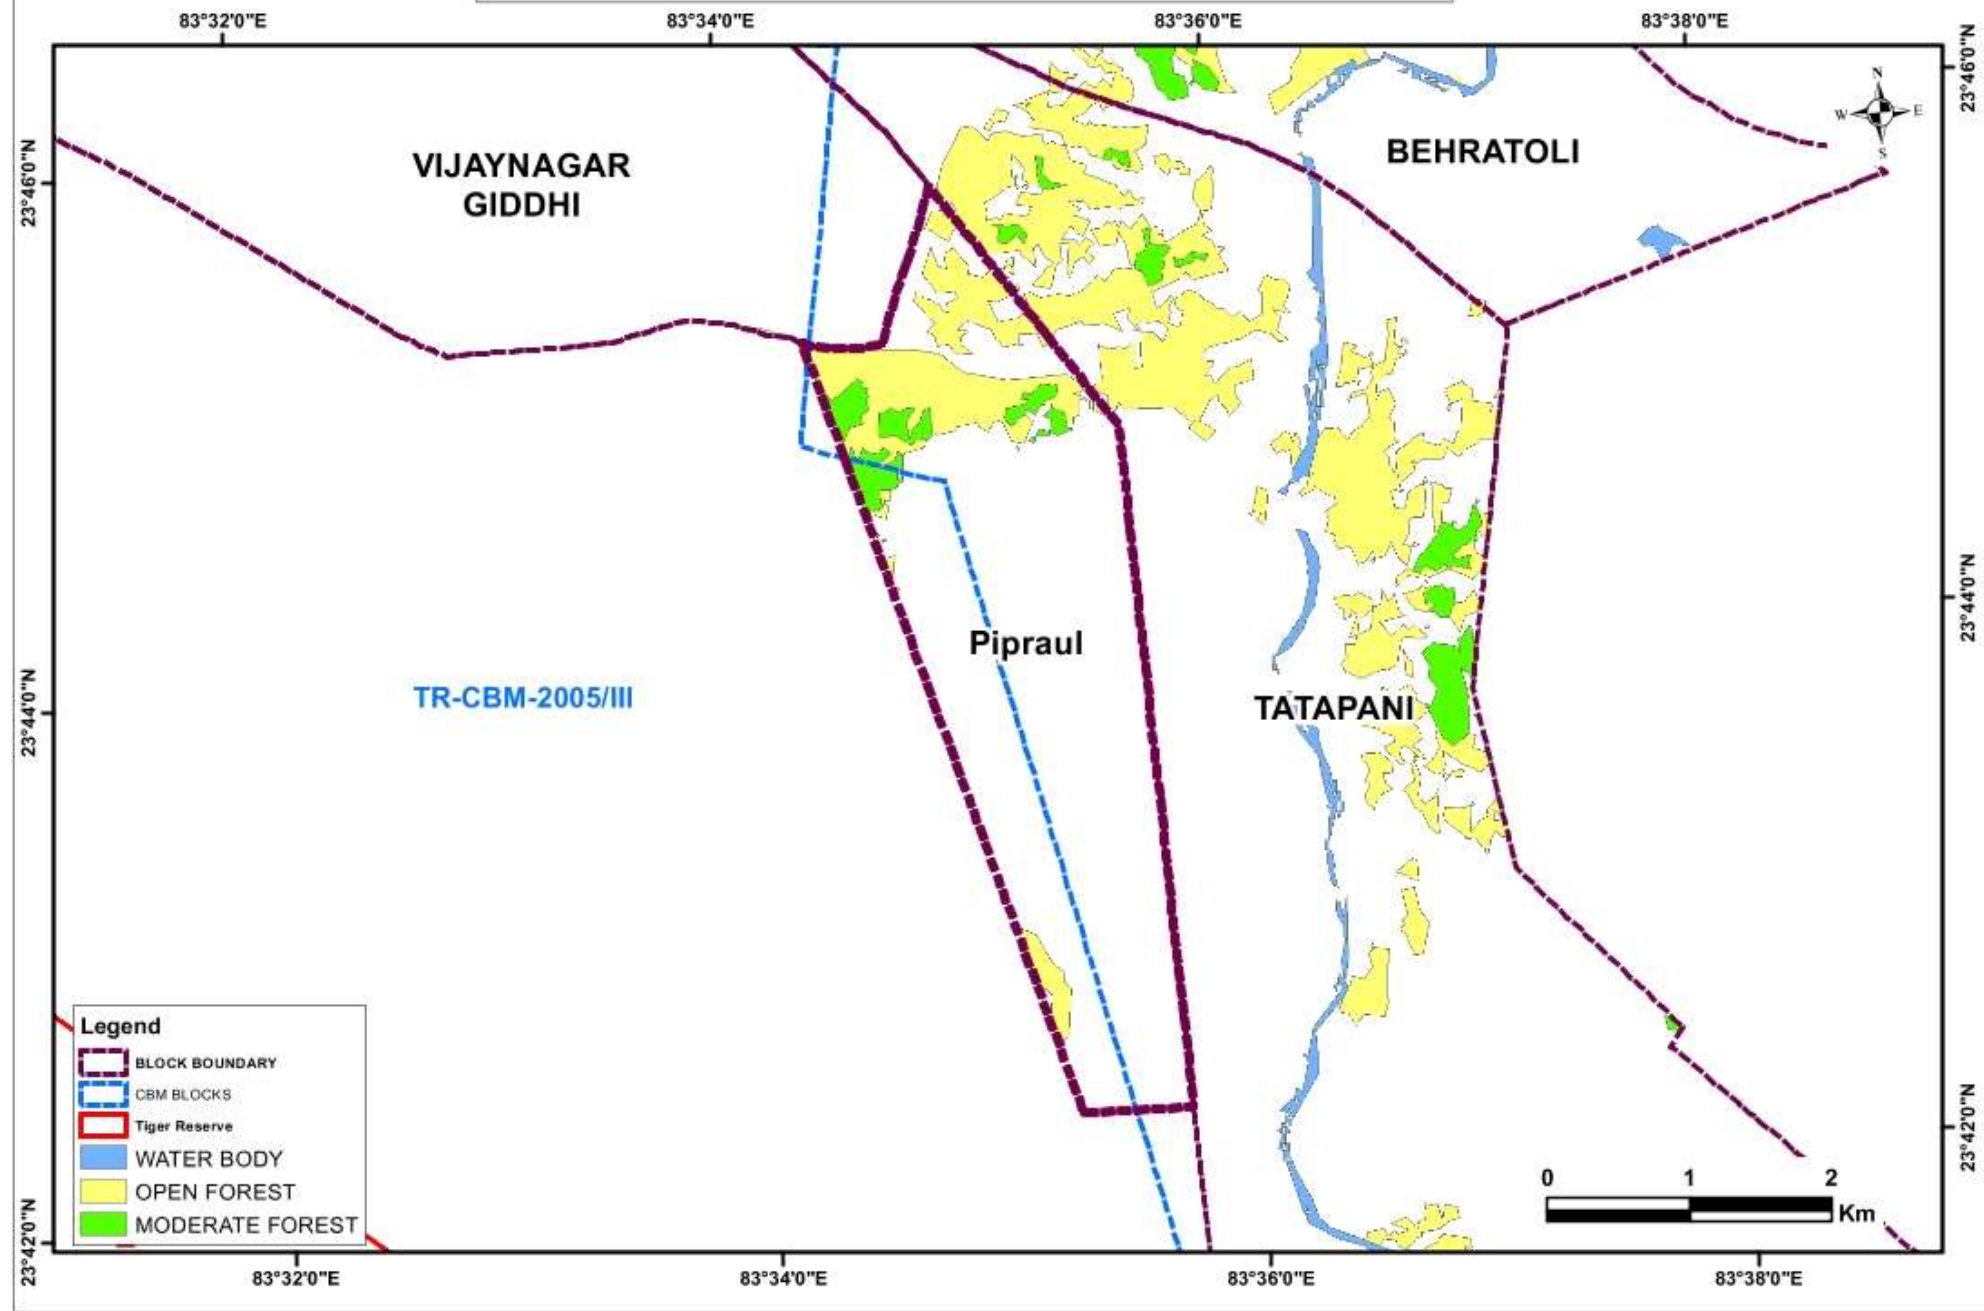 83°32'0"E
83°34'0"E
83°36'0"E
83°38'0"E
23°46'0"N
23°46'0"N
N
W
E
S
VIJAYNAGAR
GIDDHI
BEHRATOLI
23°44'0"N
Pipraul
TR-CBM-2005/III
TATAPANI
23°44'0"N
Legend
BLOCK BOUNDARY
CBM BLOCKS
Tiger Reserve
WATER BODY
OPEN FOREST
MODERATE FOREST
23°42'0"N
0
1
2
Km
23°42'0"N
83°32'0"E
83°34'0"E
83°36'0"E
83°38'0"E